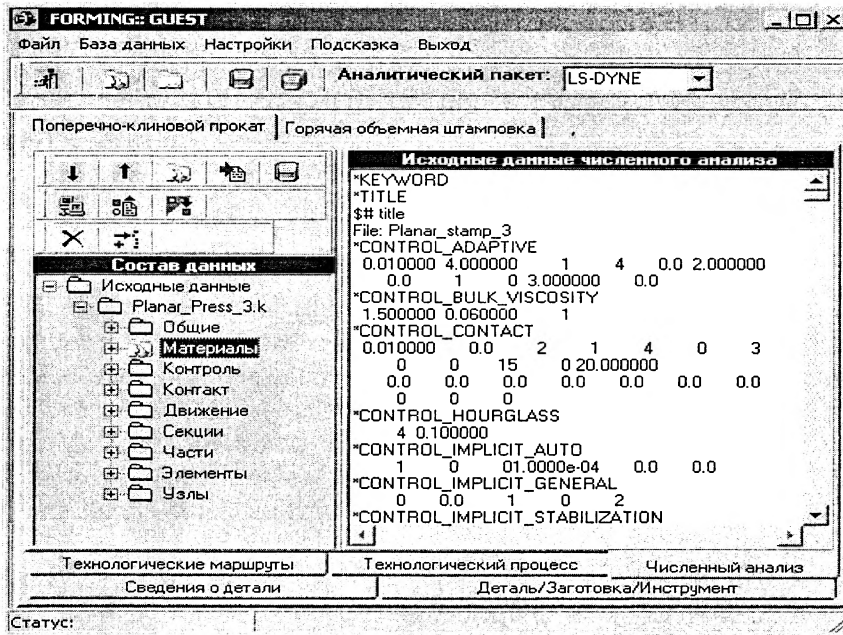 FORMING:: GUEST
Файл База данных Настройки Подсказка Выход
Аналитический пакет: LS-DYNE
Поперечно-клиновой прокат Горячая объемная штамповка
Состав данных
Исходные данные
Planar_Press_3.k
Общие
Материалы
Контроль
Контакт
Движение
Секции
Части
Элементы
Узлы
Исходные данные численного анализа
*KEYWORD
*TITLE
$# title
File: Planar_stamp_3
*CONTROL_ADAPTIVE
0.010000 4.000000 1 4 0.0 2.000000
0.0 1 0 3.000000 0.0
*CONTROL_BULK_VISCOSITY
1.500000 0.060000 1
*CONTROL_CONTACT
0.010000 0.0 2 1 4 0 3
0 0 15 0 20.000000
0.0 0.0 0.0 0.0 0.0 0.0 0.0
0 0 0
*CONTROL_HOURGLASS
4 0.100000
*CONTROL_IMPLICIT_AUTO
1 0 01.0000e-04 0.0 0.0
*CONTROL_IMPLICIT_GENERAL
0 0.0 1 0 2
*CONTROL_IMPLICIT_STABILIZATION
Технологические маршруты Технологический процесс Численный анализ
Сведения о детали Деталь/Заготовка/Инструмент
Статус: